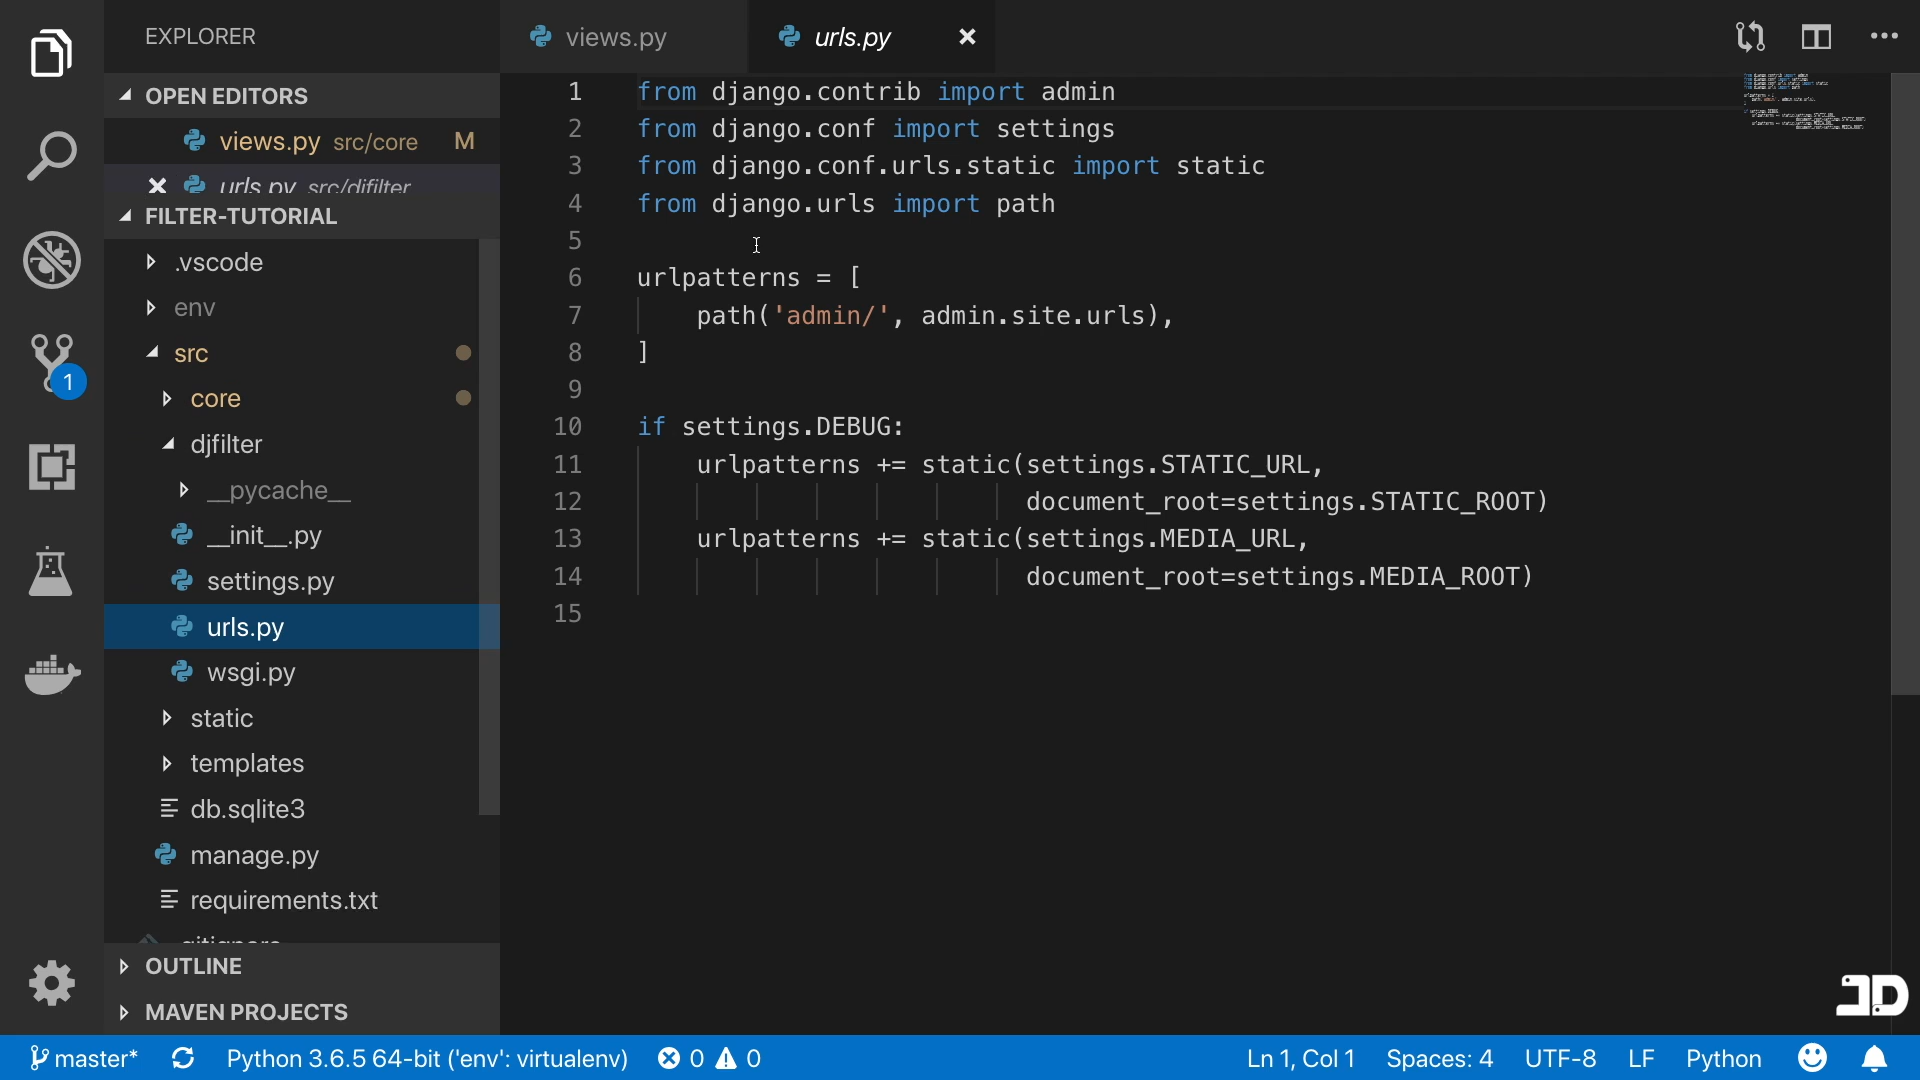 EXPLORER
OPEN EDITORS
views.py src/core M
urls.py src/djfilter
FILTER-TUTORIAL
.vscode
env
src
core
djfilter
__pycache__
__init__.py
settings.py
urls.py
wsgi.py
static
templates
db.sqlite3
manage.py
requirements.txt
.gitignore
OUTLINE
MAVEN PROJECTS
1
views.py urls.py
1 from django.contrib import admin
2 from django.conf import settings
3 from django.conf.urls.static import static
4 from django.urls import path
5
6 urlpatterns = [
7 path('admin/', admin.site.urls),
8 ]
9
10 if settings.DEBUG:
11 urlpatterns += static(settings.STATIC_URL,
12 document_root=settings.STATIC_ROOT)
13 urlpatterns += static(settings.MEDIA_URL,
14 document_root=settings.MEDIA_ROOT)
15
JD
master* Python 3.6.5 64-bit ('env': virtualenv) 0 0 Ln 1, Col 1 Spaces: 4 UTF-8 LF Python